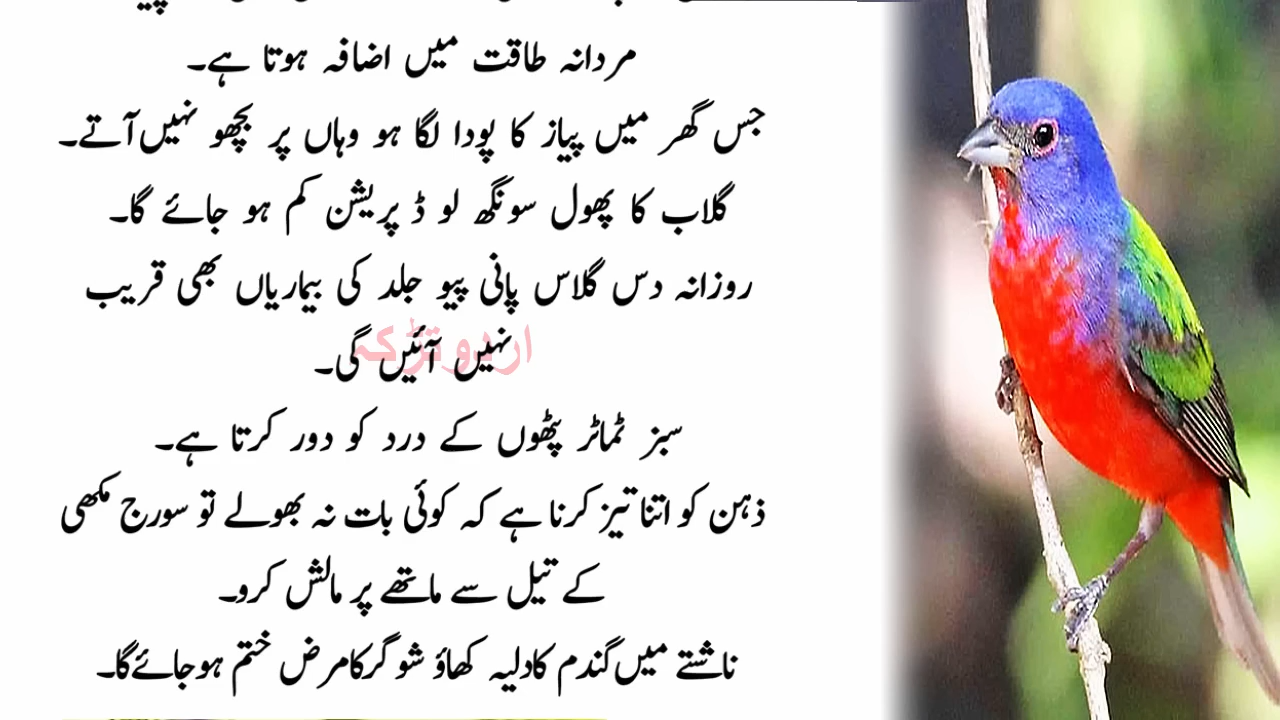 مردانہ طاقت میں اضافہ ہوتا ہے۔
جس گھر میں پیاز کا پودا لگا ہو وہاں پر بچھو نہیں آتے۔
گلاب کا پھول سونگھ لو ڈپریشن کم ہو جائے گا۔
روزانہ دس گلاس پانی پیو جلد کی بیماریاں بھی قریب
نہیں آئیں گی۔
اردو تڑکہ
سبز ٹماٹر پٹھوں کے درد کو دور کرتا ہے۔
ذہن کو اتنا تیز کرنا ہے کہ کوئی بات نہ بھولے تو سورج مکھی
کے تیل سے ماتھے پر مالش کرو۔
ناشتے میں گندم کا دلیہ کھاؤ شوگر کا مرض ختم ہو جائے گا۔